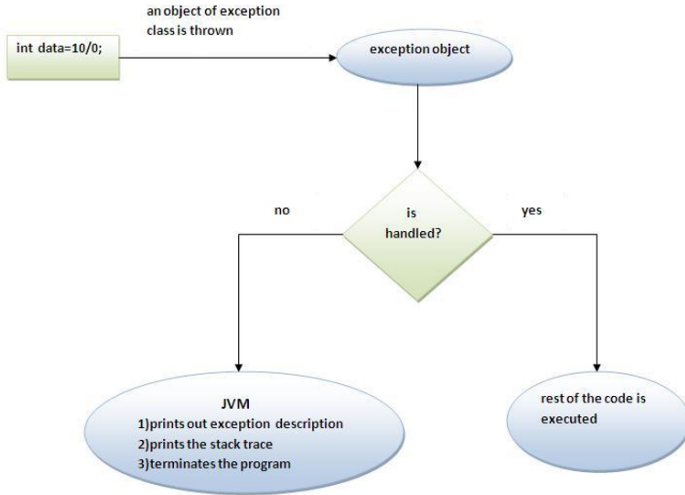 an object of exception
class is thrown
int data=10/0;
exception object
no
is
handled?
yes
JVM
1)prints out exception description
2)prints the stack trace
3)terminates the program
rest of the code is
executed